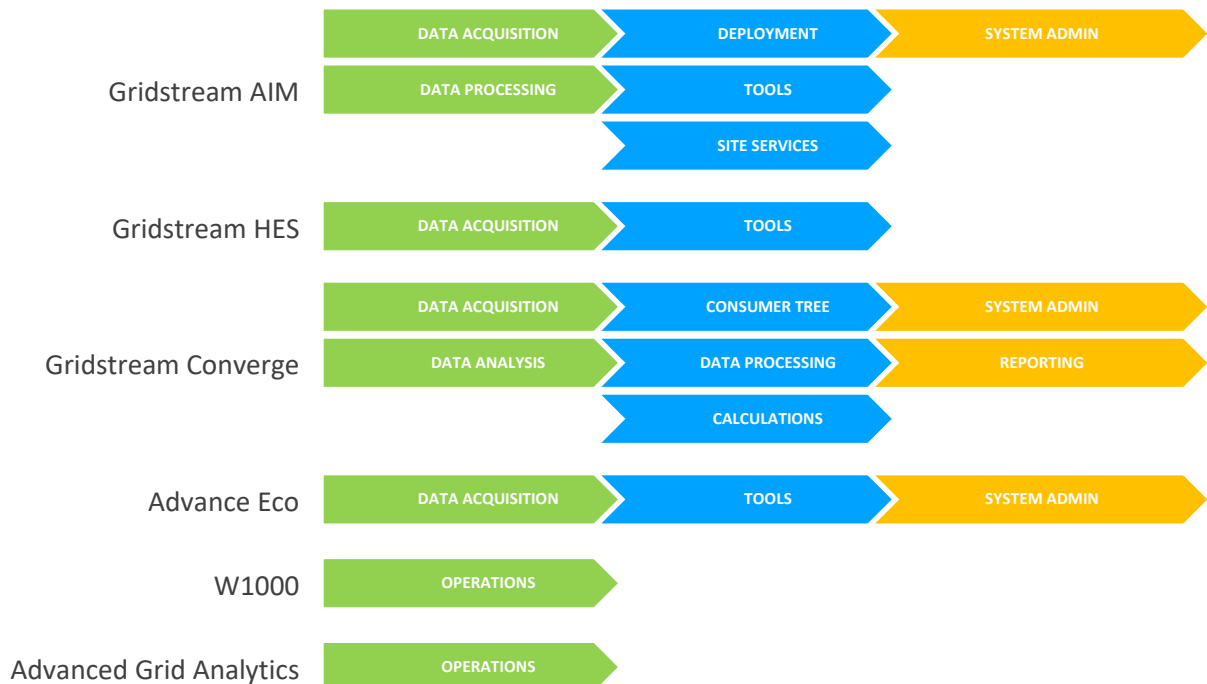 DATA ACQUISITION DEPLOYMENT SYSTEM ADMIN
Gridstream AIM DATA PROCESSING TOOLS
SITE SERVICES
Gridstream HES DATA ACQUISITION TOOLS
DATA ACQUISITION CONSUMER TREE SYSTEM ADMIN
Gridstream Converge DATA ANALYSIS DATA PROCESSING REPORTING
CALCULATIONS
Advance Eco DATA ACQUISITION TOOLS SYSTEM ADMIN
W1000 OPERATIONS
Advanced Grid Analytics OPERATIONS